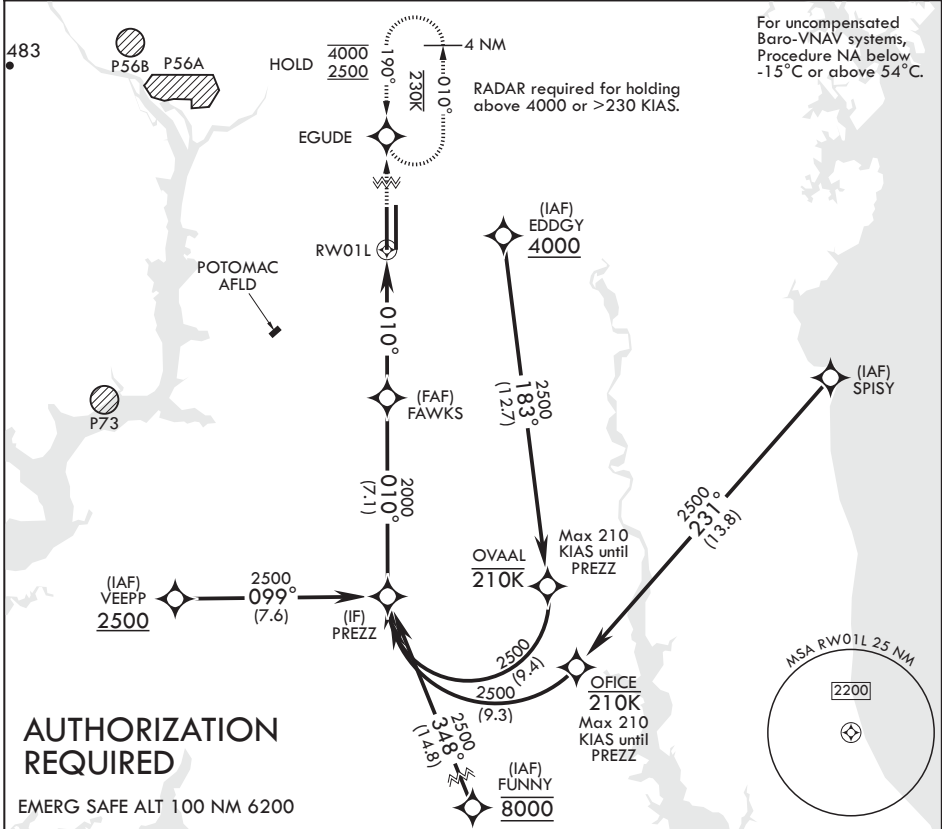 483
P56B
P56A
HOLD
4000
2500
190°
230K
010°
4 NM
RADAR required for holding
above 4000 or >230 KIAS.
For uncompensated
Baro-VNAV systems,
Procedure NA below
-15°C or above 54°C.
EGUDE
RW01L
(IAF)
EDDGY
4000
POTOMAC
AFLD
010°
2500
183°
(12.7)
(IAF)
SPISY
P73
(FAF)
FAWKS
2000
010°
(7.1)
2500
231°
(13.8)
OVAAL
210K
Max 210
KIAS until
PREZZ
(IAF)
VEEPP
2500
2500
099°
(7.6)
(IF)
PREZZ
2500
(9.4)
2500
(9.3)
OFICE
210K
Max 210
KIAS until
PREZZ
2500
348°
(14.8)
(IAF)
FUNNY
8000
MSA RW01L 25 NM
2200
AUTHORIZATION
REQUIRED
EMERG SAFE ALT 100 NM 6200